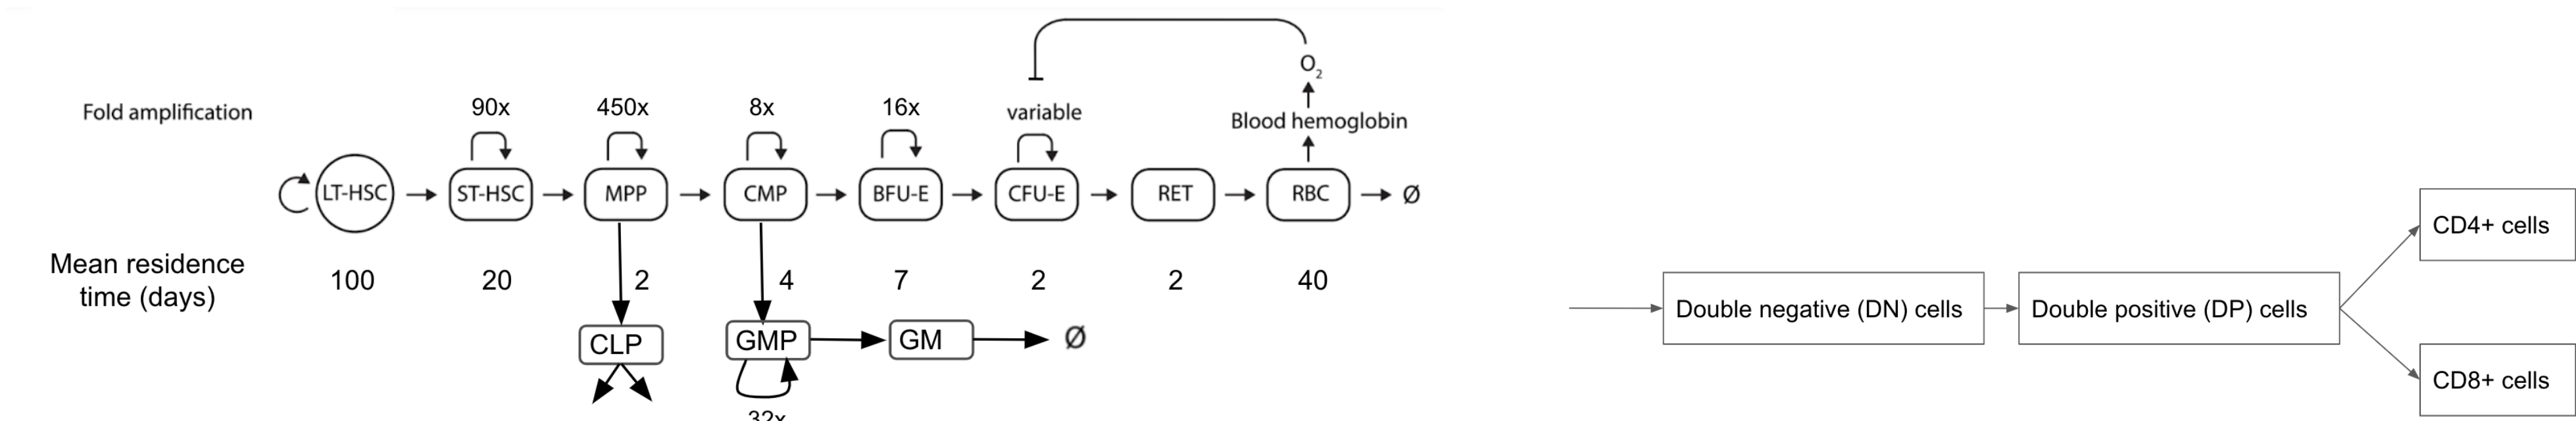 O₂
Fold amplification 90x 450x 8x 16x variable Blood hemoglobin
LT-HSC ST-HSC MPP CMP BFU-E CFU-E RET RBC Ø
Mean residence
time (days)
100 20 2 4 7 2 2 40
CLP GMP GM Ø
32x
Double negative (DN) cells Double positive (DP) cells
CD4+ cells
CD8+ cells